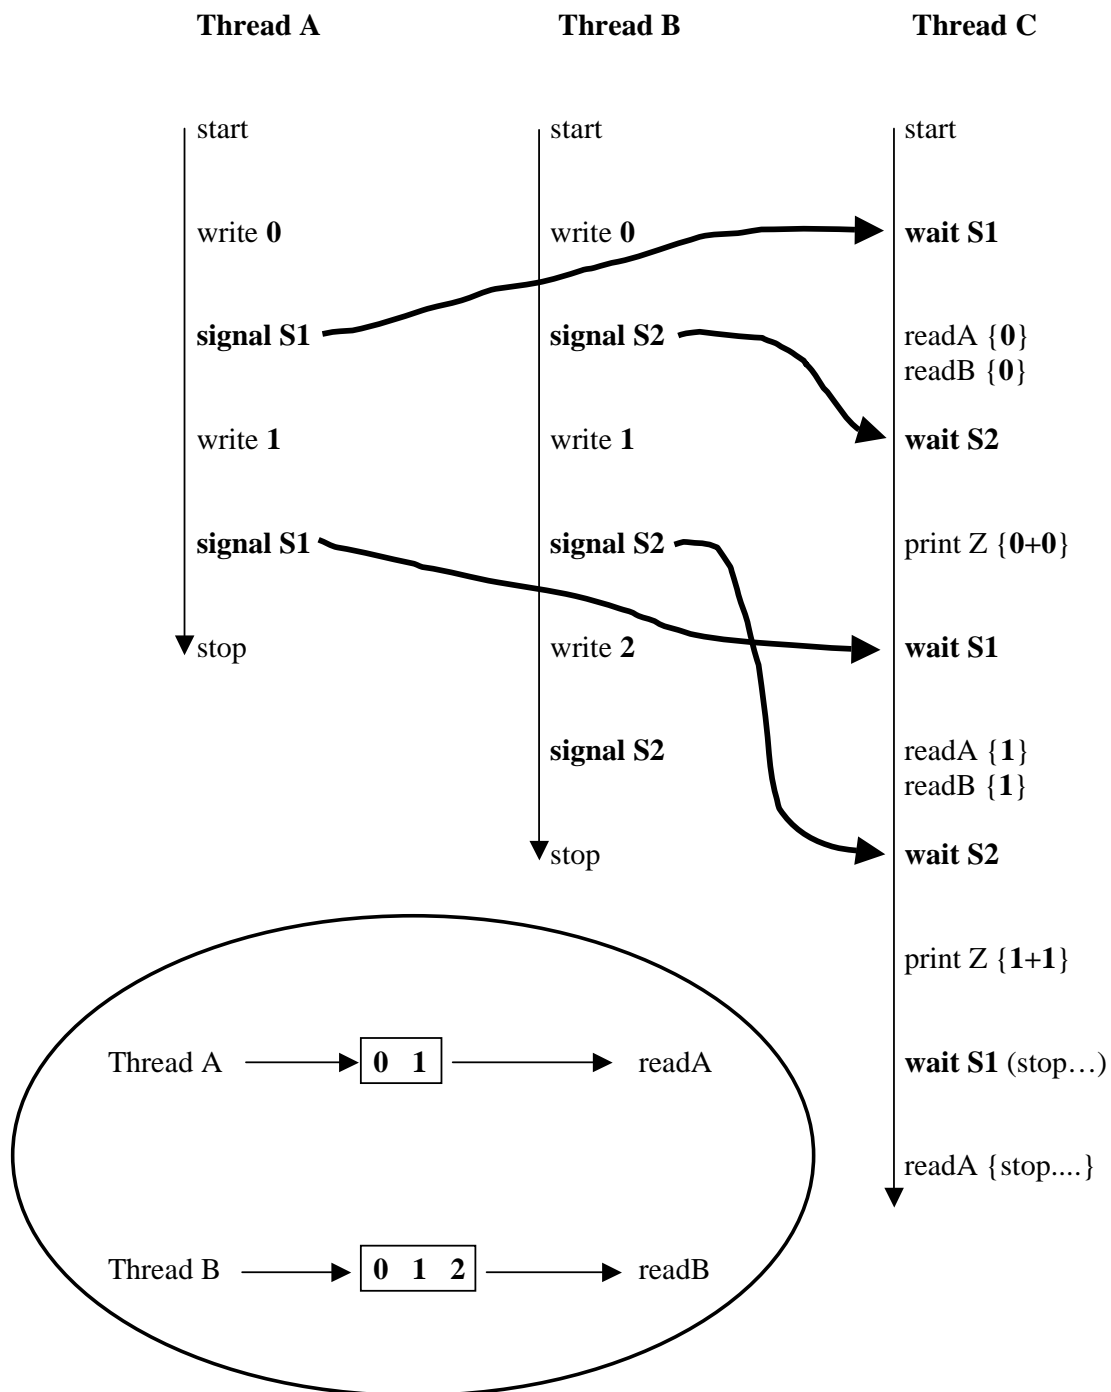 Thread A Thread B Thread C
start start start
write 0 write 0 wait S1
signal S1 signal S2 readA {0}
readB {0}
write 1 write 1 wait S2
signal S1 signal S2 print Z {0+0}
stop write 2 wait S1
signal S2 readA {1}
readB {1}
stop wait S2
print Z {1+1}
Thread A 0 1 readA wait S1 (stop…)
readA {stop....}
Thread B 0 1 2 readB